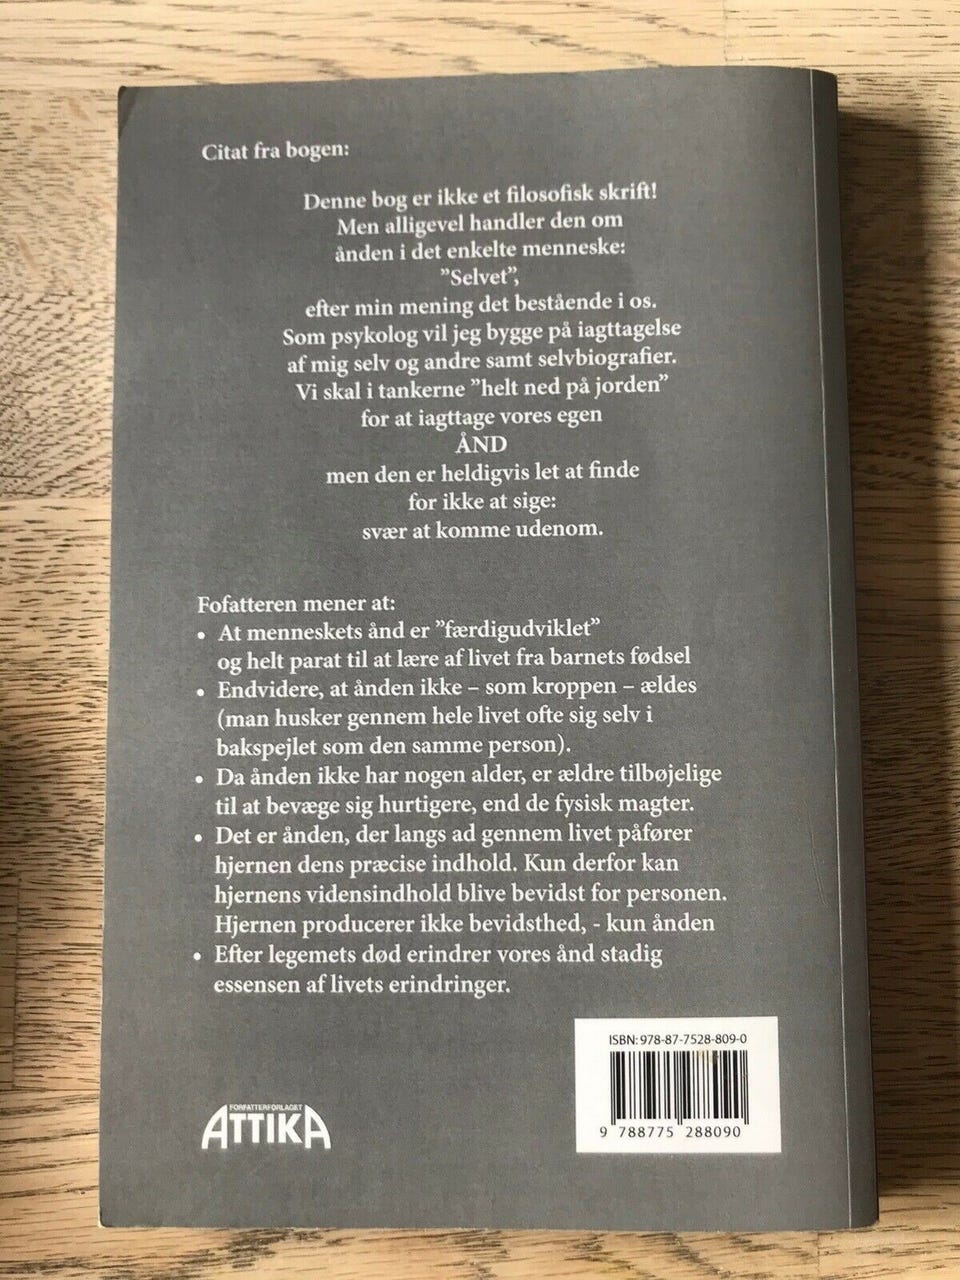 Citat fra bogen:
Denne bog er ikke et filosofisk skrift!
Men alligevel handler den om
ånden i det enkelte menneske:
”Selvet”,
efter min mening det bestående i os.
Som psykolog vil jeg bygge på iagttagelse
af mig selv og andre samt selvbiografier.
Vi skal i tankerne ”helt ned på jorden”
for at iagttage vores egen
ÅND
men den er heldigvis let at finde
for ikke at sige:
svær at komme udenom.
Fofatteren mener at:
• At menneskets ånd er ”færdigudviklet”
og helt parat til at lære af livet fra barnets fødsel
• Endvidere, at ånden ikke – som kroppen – ældes
(man husker gennem hele livet ofte sig selv i
bakspejlet som den samme person).
• Da ånden ikke har nogen alder, er ældre tilbøjelige
til at bevæge sig hurtigere, end de fysisk magter.
• Det er ånden, der langs ad gennem livet påfører
hjernen dens præcise indhold. Kun derfor kan
hjernens vidensindhold blive bevidst for personen.
Hjernen producerer ikke bevidsthed, - kun ånden
• Efter legemets død erindrer vores ånd stadig
essensen af livets erindringer.
ISBN: 978-87-7528-809-0
9 788775 288090
FORFATTERFORLAGET
ATTIKA